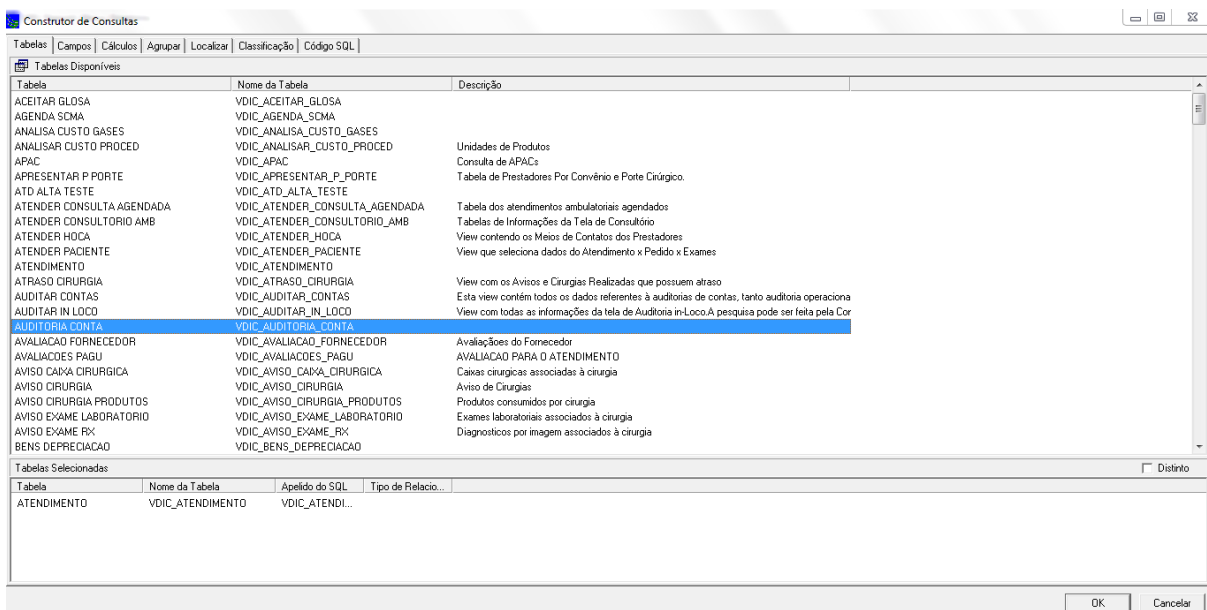 Construtor de Consultas
Tabelas Campos Cálculos Agrupar Localizar Classificação Código SQL
Tabelas Disponíveis
Tabela Nome da Tabela Descrição
ACEITAR GLOSA VDIC_ACEITAR_GLOSA
AGENDA SCMA VDIC_AGENDA_SCMA
ANALISA CUSTO GASES VDIC_ANALISA_CUSTO_GASES
ANALISAR CUSTO PROCED VDIC_ANALISAR_CUSTO_PROCED Unidades de Produtos
APAC VDIC_APAC Consulta de APACs
APRESENTAR P PORTE VDIC_APRESENTAR_P_PORTE Tabela de Prestadores Por Convênio e Porte Cirúrgico.
ATD ALTA TESTE VDIC_ATD_ALTA_TESTE
ATENDER CONSULTA AGENDADA VDIC_ATENDER_CONSULTA_AGENDADA Tabela dos atendimentos ambulatoriais agendados
ATENDER CONSULTORIO AMB VDIC_ATENDER_CONSULTORIO_AMB Tabelas de Informações da Tela de Consultório
ATENDER HOCA VDIC_ATENDER_HOCA View contendo os Meios de Contatos dos Prestadores
ATENDER PACIENTE VDIC_ATENDER_PACIENTE View que seleciona dados do Atendimento x Pedido x Exames
ATENDIMENTO VDIC_ATENDIMENTO
ATRASO CIRURGIA VDIC_ATRASO_CIRURGIA View com os Avisos e Cirurgias Realizadas que possuem atraso
AUDITAR CONTAS VDIC_AUDITAR_CONTAS Esta view contém todos os dados referentes à auditorias de contas, tanto auditoria operaciona
AUDITAR IN LOCO VDIC_AUDITAR_IN_LOCO View com todas as informações da tela de Auditoria in-Loco.A pesquisa pode ser feita pela Cor
AUDITORIA CONTA VDIC_AUDITORIA_CONTA
AVALIACAO FORNECEDOR VDIC_AVALIACAO_FORNECEDOR Avaliaçãoes do Fornecedor
AVALIACOES PAGU VDIC_AVALIACOES_PAGU AVALIACAO PARA O ATENDIMENTO
AVISO CAIXA CIRURGICA VDIC_AVISO_CAIXA_CIRURGICA Caixas cirurgicas associadas à cirurgia
AVISO CIRURGIA VDIC_AVISO_CIRURGIA Aviso de Cirurgias
AVISO CIRURGIA PRODUTOS VDIC_AVISO_CIRURGIA_PRODUTOS Produtos consumidos por cirurgia
AVISO EXAME LABORATORIO VDIC_AVISO_EXAME_LABORATORIO Exames laboratoriais associados à cirurgia
AVISO EXAME RX VDIC_AVISO_EXAME_RX Diagnosticos por imagem associados à cirurgia
BENS DEPRECIACAO VDIC_BENS_DEPRECIACAO
Tabelas Selecionadas Distinto
Tabela Nome da Tabela Apelido do SQL Tipo de Relacio...
ATENDIMENTO VDIC_ATENDIMENTO VDIC_ATENDI...
OK Cancelar